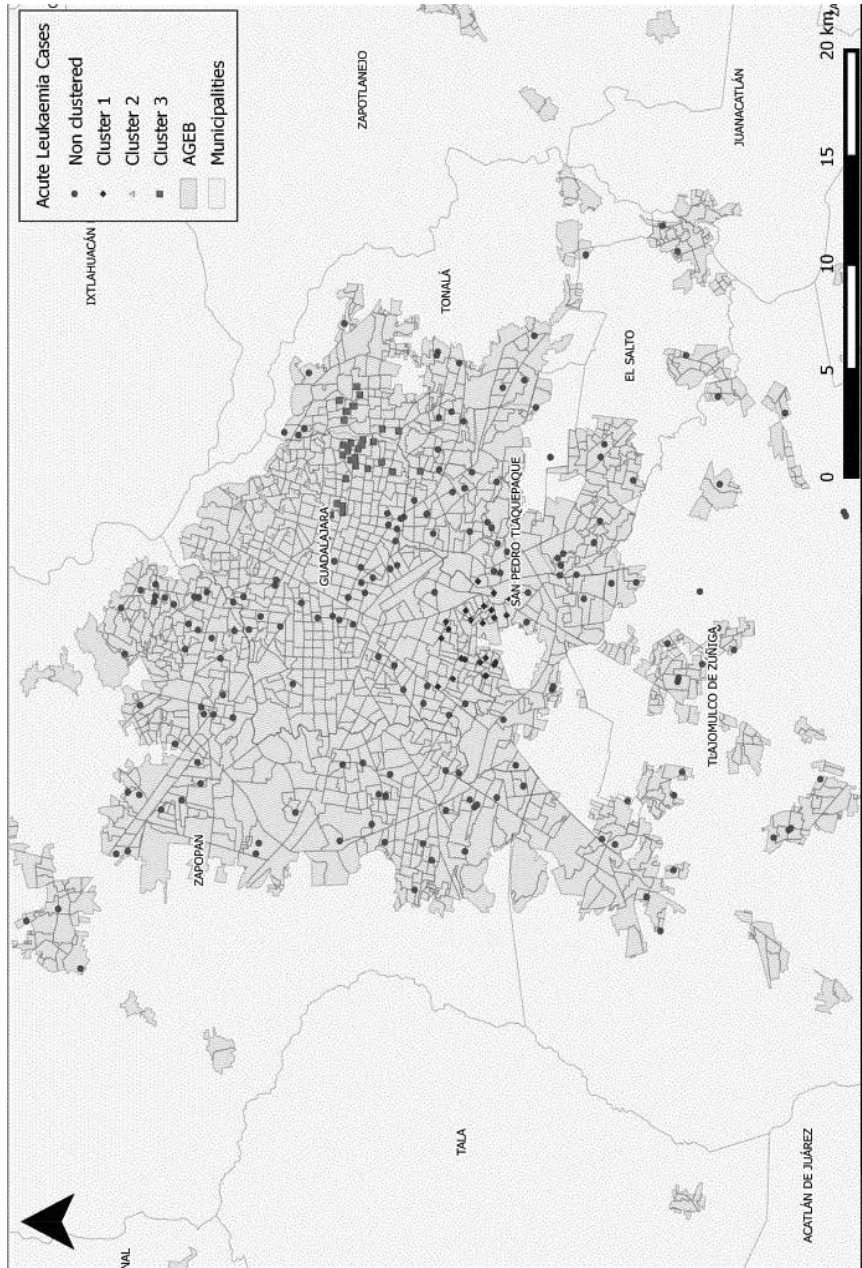 Acute Leukaemia Cases
Non clustered
Cluster 1
Cluster 2
Cluster 3
AGEB
Municipalities
IXTLAHUACÁN
NAL
ZAPOPAN
GUADALAJARA
ZAPOTLANEJO
TONALÁ
TALA
SAN PEDRO TLAQUEPAQUE
EL SALTO
TLAJOMULCO DE ZÚÑIGA
JUANACATLÁN
ACATLÁN DE JUÁREZ
0 5 10 15 20 km